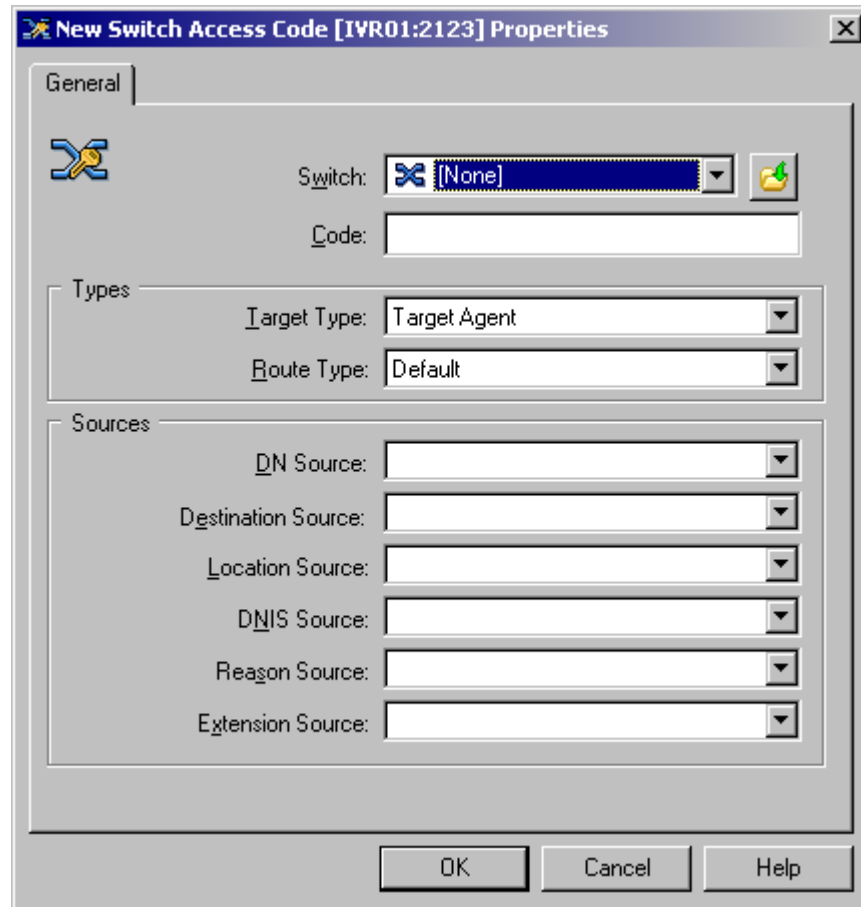 New Switch Access Code [IVR01:2123] Properties
General
Switch: [None]
Code:
Types
Target Type: Target Agent
Route Type: Default
Sources
DN Source:
Destination Source:
Location Source:
DNIS Source:
Reason Source:
Extension Source:
OK Cancel Help